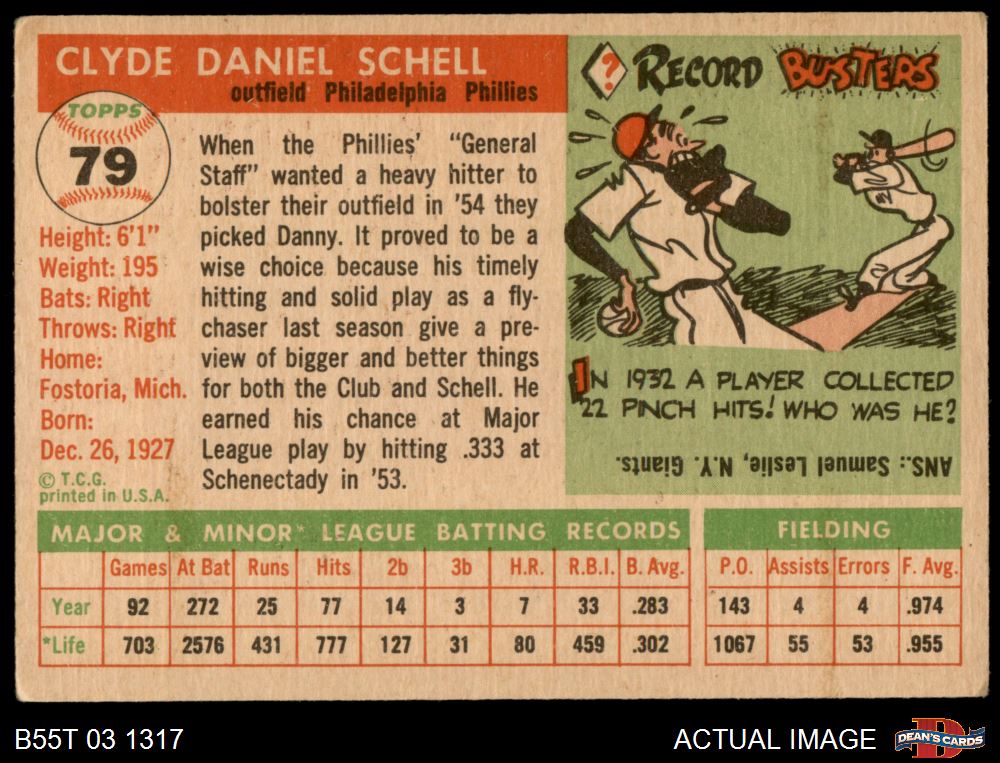 CLYDE DANIEL SCHELL
outfield Philadelphia Phillies
TOPPS
79
Height: 6'1"
Weight: 195
Bats: Right
Throws: Right
Home:
Fostoria, Mich.
Born:
Dec. 26, 1927
© T.C.G.
printed in U.S.A.
When the Phillies' "General
Staff" wanted a heavy hitter to
bolster their outfield in '54 they
picked Danny. It proved to be a
wise choice because his timely
hitting and solid play as a fly-
chaser last season give a pre-
view of bigger and better things
for both the Club and Schell. He
earned his chance at Major
League play by hitting .333 at
Schenectady in '53.
? RECORD BUSTERS
NY
IN 1932 A PLAYER COLLECTED
22 PINCH HITS! WHO WAS HE?
ANS.: Samuel Leslie, N.Y. Giants.
MAJOR & MINOR* LEAGUE BATTING RECORDS
Games At Bat Runs Hits 2b 3b H.R. R.B.I. B. Avg.
Year 92 272 25 77 14 3 7 33 .283
*Life 703 2576 431 777 127 31 80 459 .302
FIELDING
P.O. Assists Errors F. Avg.
143 4 4 .974
1067 55 53 .955
B55T 03 1317
ACTUAL IMAGE
DEAN'S CARDS